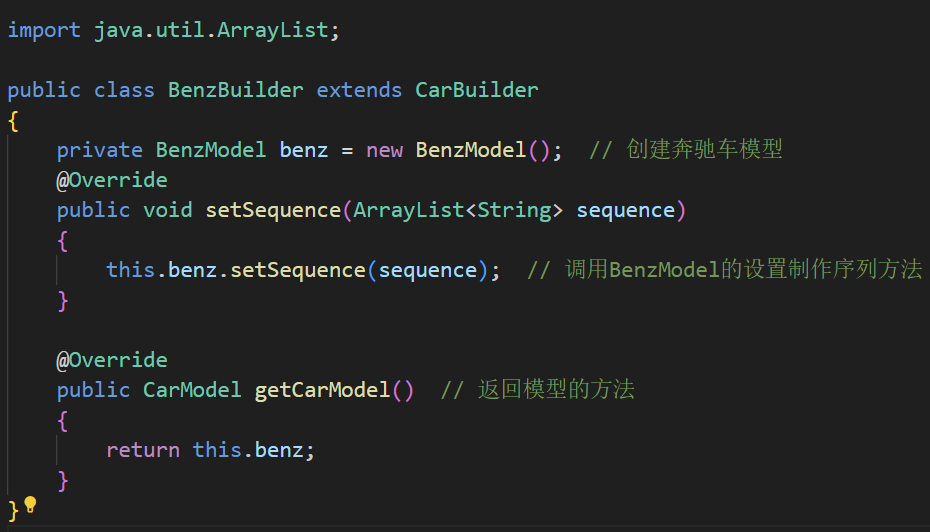 import java.util.ArrayList;
public class BenzBuilder extends CarBuilder
{
    private BenzModel benz = new BenzModel();  // 创建奔驰车模型
    @Override
    public void setSequence(ArrayList<String> sequence)
    {
        this.benz.setSequence(sequence);  // 调用BenzModel的设置制作序列方法
    }
    @Override
    public CarModel getCarModel()  // 返回模型的方法
    {
        return this.benz;
    }
}